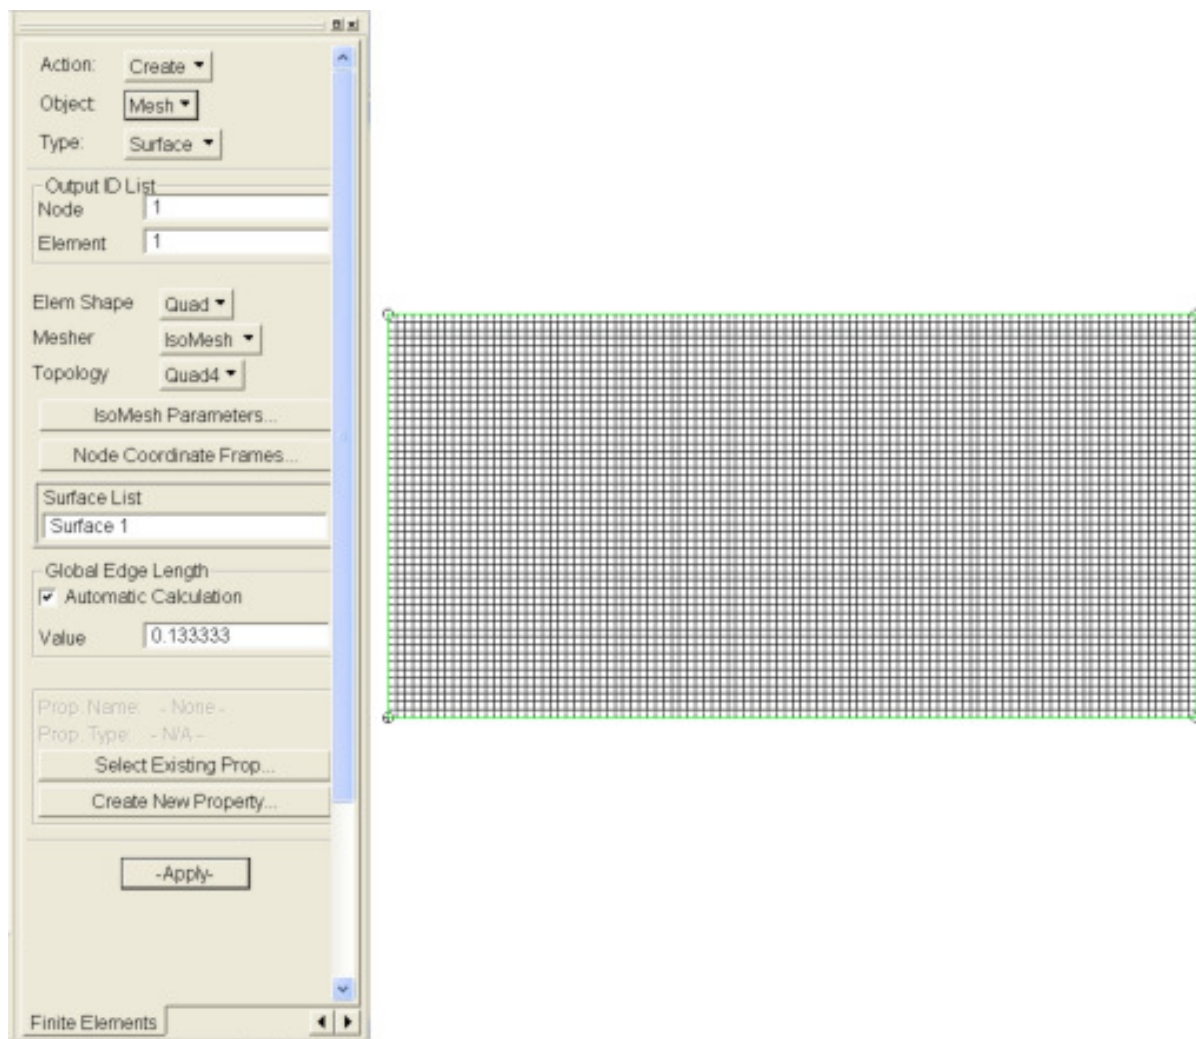 Action: Create
Object: Mesh
Type: Surface
Output ID List
Node 1
Element 1
Elem Shape Quad
Mesher IsoMesh
Topology Quad4
IsoMesh Parameters...
Node Coordinate Frames...
Surface List
Surface 1
Global Edge Length
Automatic Calculation
Value 0.133333
Prop. Name: - None -
Prop. Type: - N/A -
Select Existing Prop...
Create New Property...
-Apply-
Finite Elements